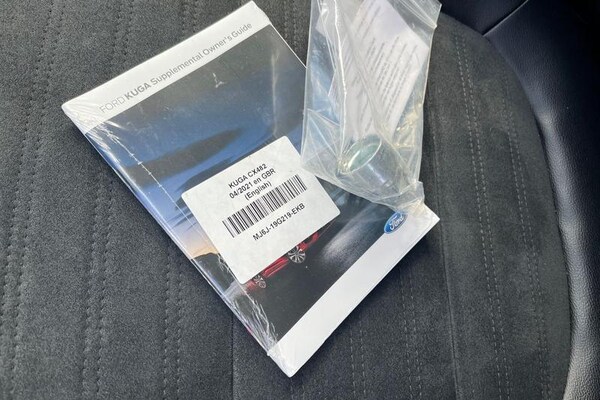 FORD KUGA Supplemental Owner's Guide
KUGA CX482
04/2021 en GBR
(English)
MJ6J-19G219-EKB
Ford